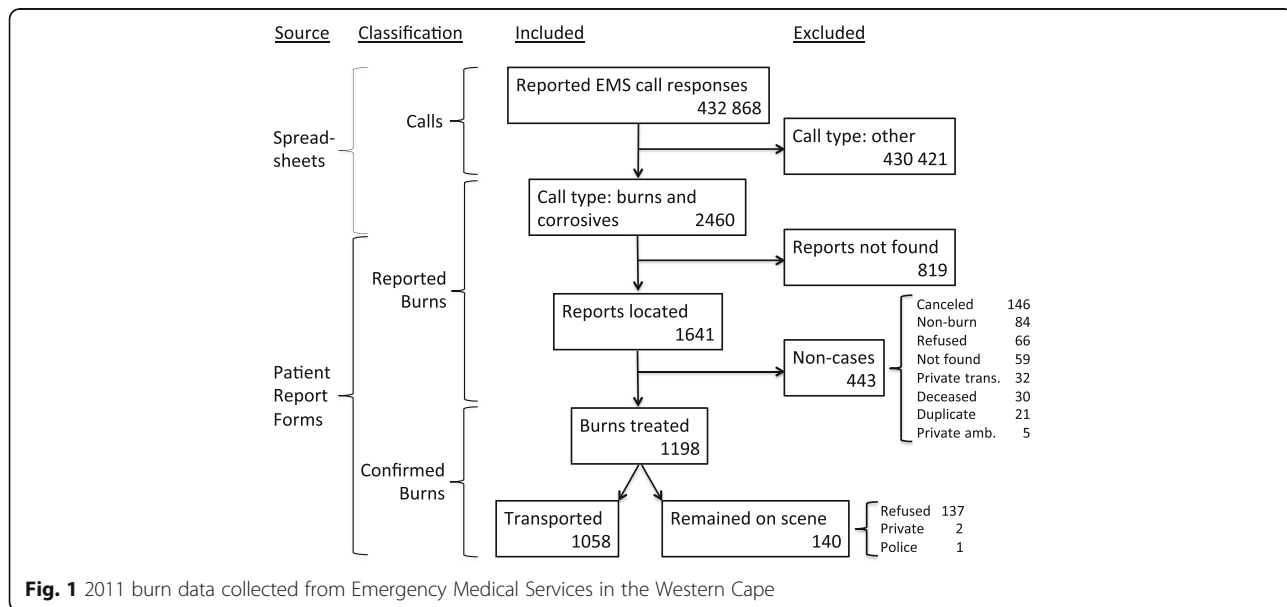 Source Classification Included Excluded
Reported EMS call responses
432 868
Calls
Call type: other
430 421
Spread-
sheets
Call type: burns and
corrosives 2460
Reports not found
819
Reported
Burns
Reports located
1641
Non-cases
443
Canceled 146
Non-burn 84
Refused 66
Not found 59
Private trans. 32
Deceased 30
Duplicate 21
Private amb. 5
Patient
Report
Forms
Burns treated
1198
Confirmed
Burns
Transported
1058
Remained on scene
140
Refused 137
Private 2
Police 1
Fig. 1 2011 burn data collected from Emergency Medical Services in the Western Cape